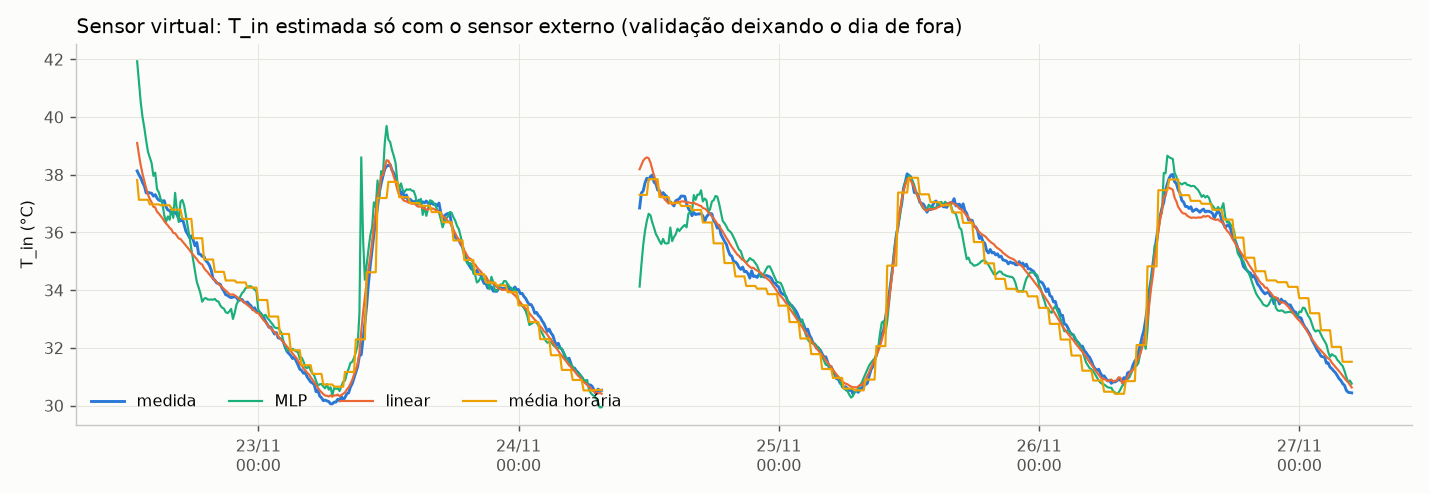 Sensor virtual: T_in estimada só com o sensor externo (validação deixando o dia de fora)
T_in (°C)
42
40
38
36
34
32
30
medida MLP linear média horária
23/11 24/11 25/11 26/11 27/11
00:00 00:00 00:00 00:00 00:00